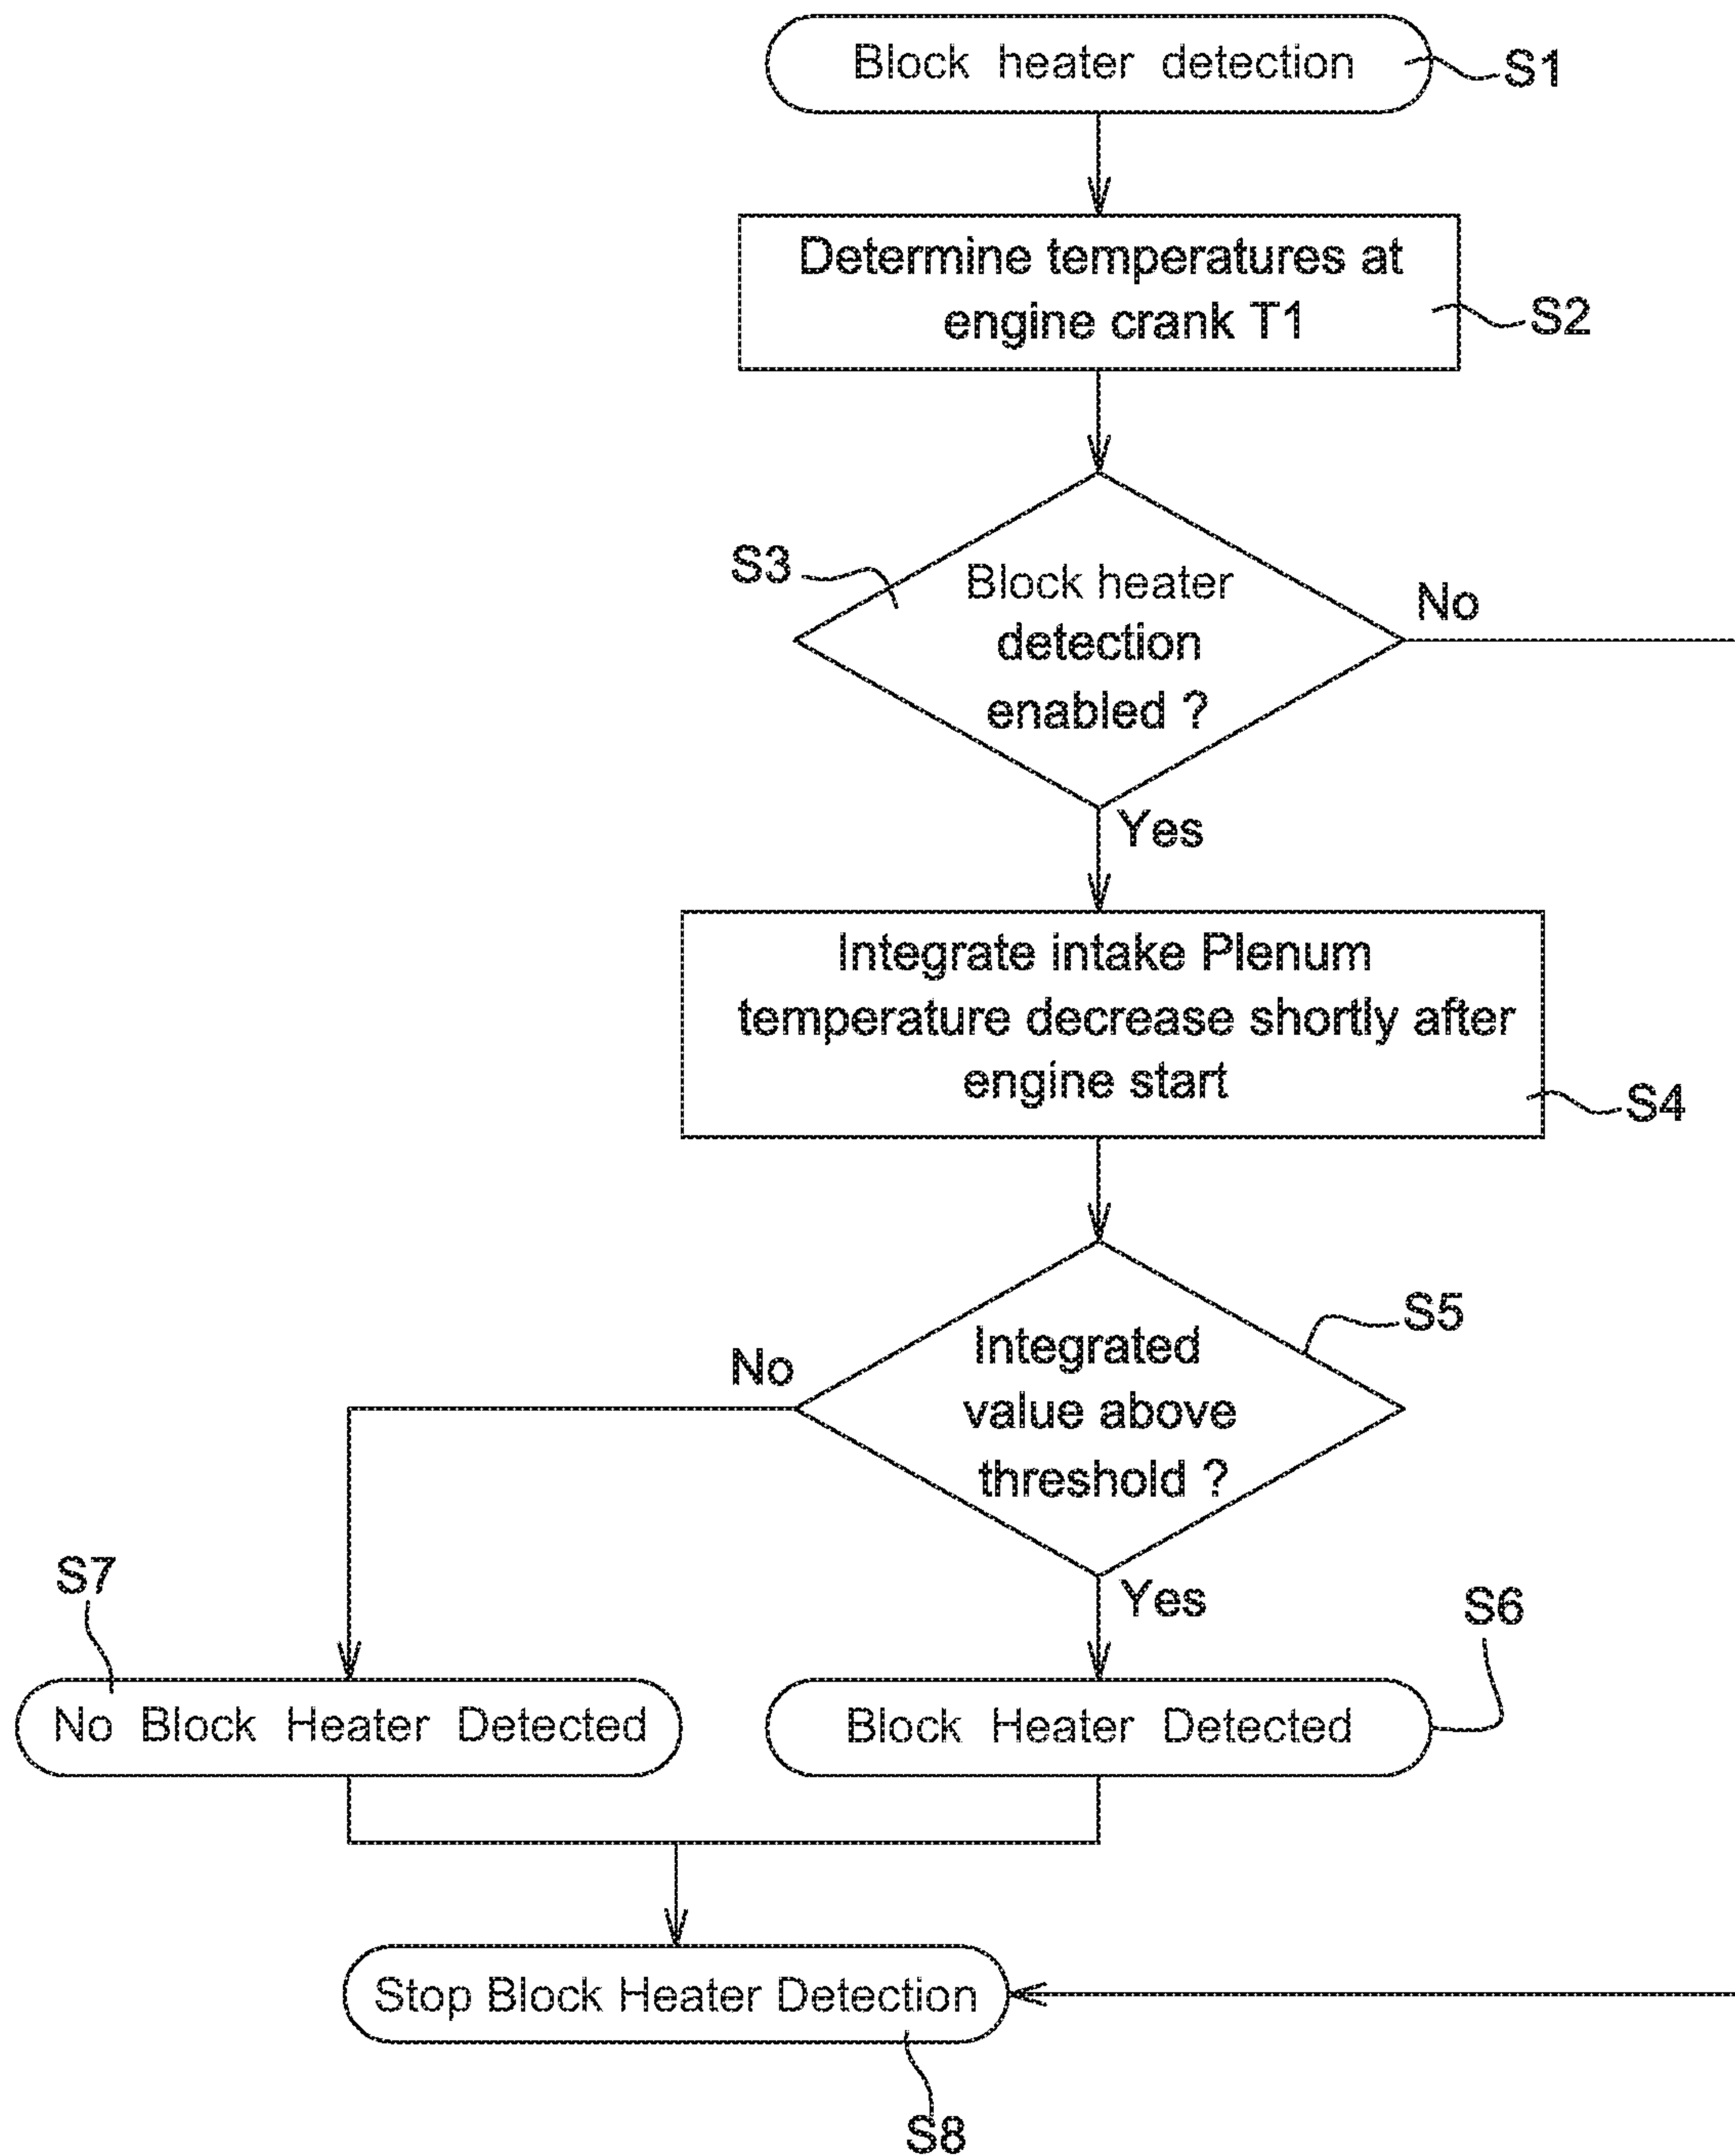 Block heater detection
S1
Determine temperatures at
engine crank T1
S2
S3
Block heater
detection
enabled ?
No
Yes
Integrate intake Plenum
temperature decrease shortly after
engine start
S4
S5
Integrated
value above
threshold ?
No
Yes
S7
S6
No Block Heater Detected
Block Heater Detected
Stop Block Heater Detection
S8